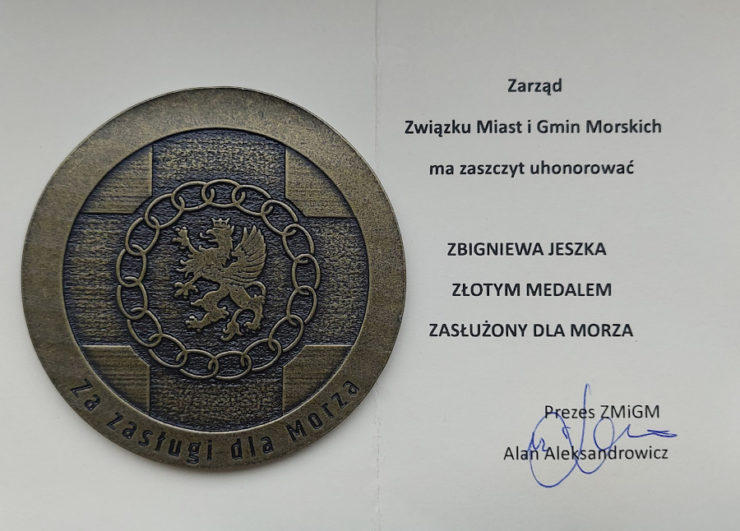 Za zasługi dla Morza
Zarząd
Związku Miast i Gmin Morskich
ma zaszczyt uhonorować
ZBIGNIEWA JESZKA
ZŁOTYM MEDALEM
ZASŁUŻONY DLA MORZA
Prezes ZMiGM
Alan Aleksandrowicz